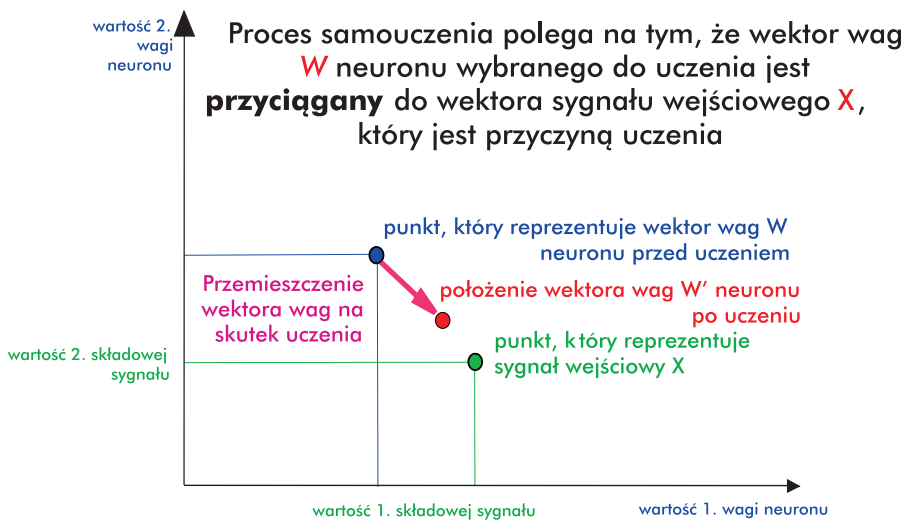 wartość 2.
wagi
neuronu
Proces samouczenia polega na tym, że wektor wag
W neuronu wybranego do uczenia jest
przyciągany do wektora sygnału wejściowego X,
który jest przyczyną uczenia
punkt, który reprezentuje wektor wag W
neuronu przed uczeniem
Przemieszczenie
wektora wag na
skutek uczenia
położenie wektora wag W’ neuronu
po uczeniu
punkt, który reprezentuje
sygnał wejściowy X
wartość 2. składowej
sygnału
wartość 1. składowej sygnału
wartość 1. wagi neuronu